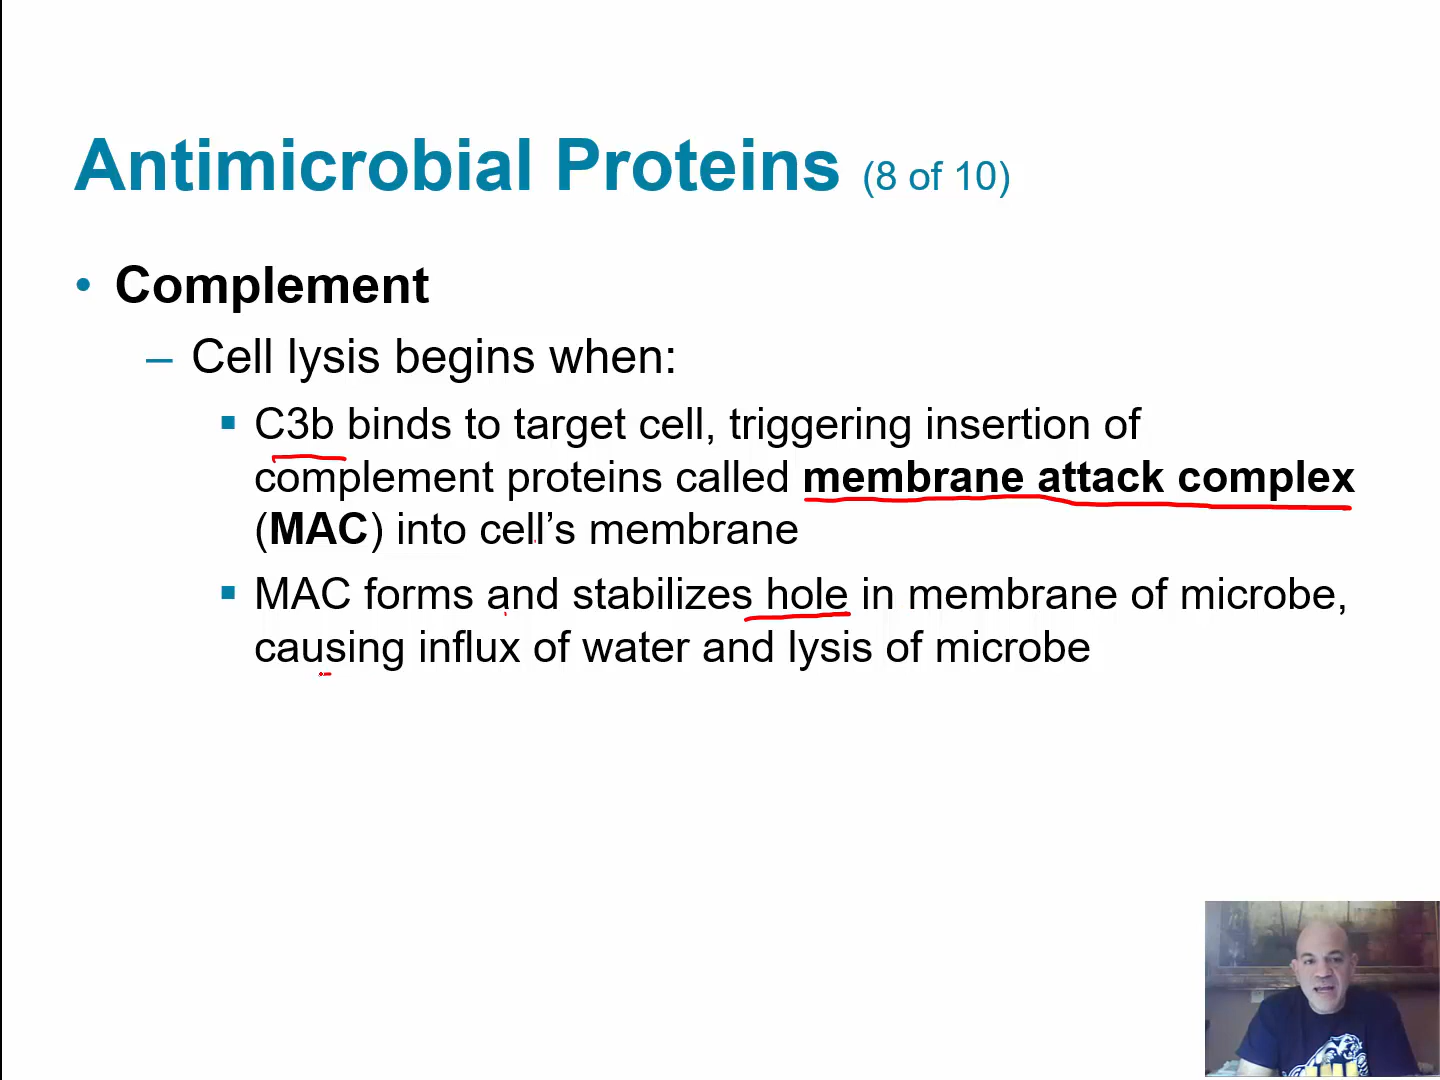 Antimicrobial Proteins (8 of 10)
• Complement
– Cell lysis begins when:
▪ C3b binds to target cell, triggering insertion of
complement proteins called membrane attack complex
(MAC) into cell’s membrane
▪ MAC forms and stabilizes hole in membrane of microbe,
causing influx of water and lysis of microbe